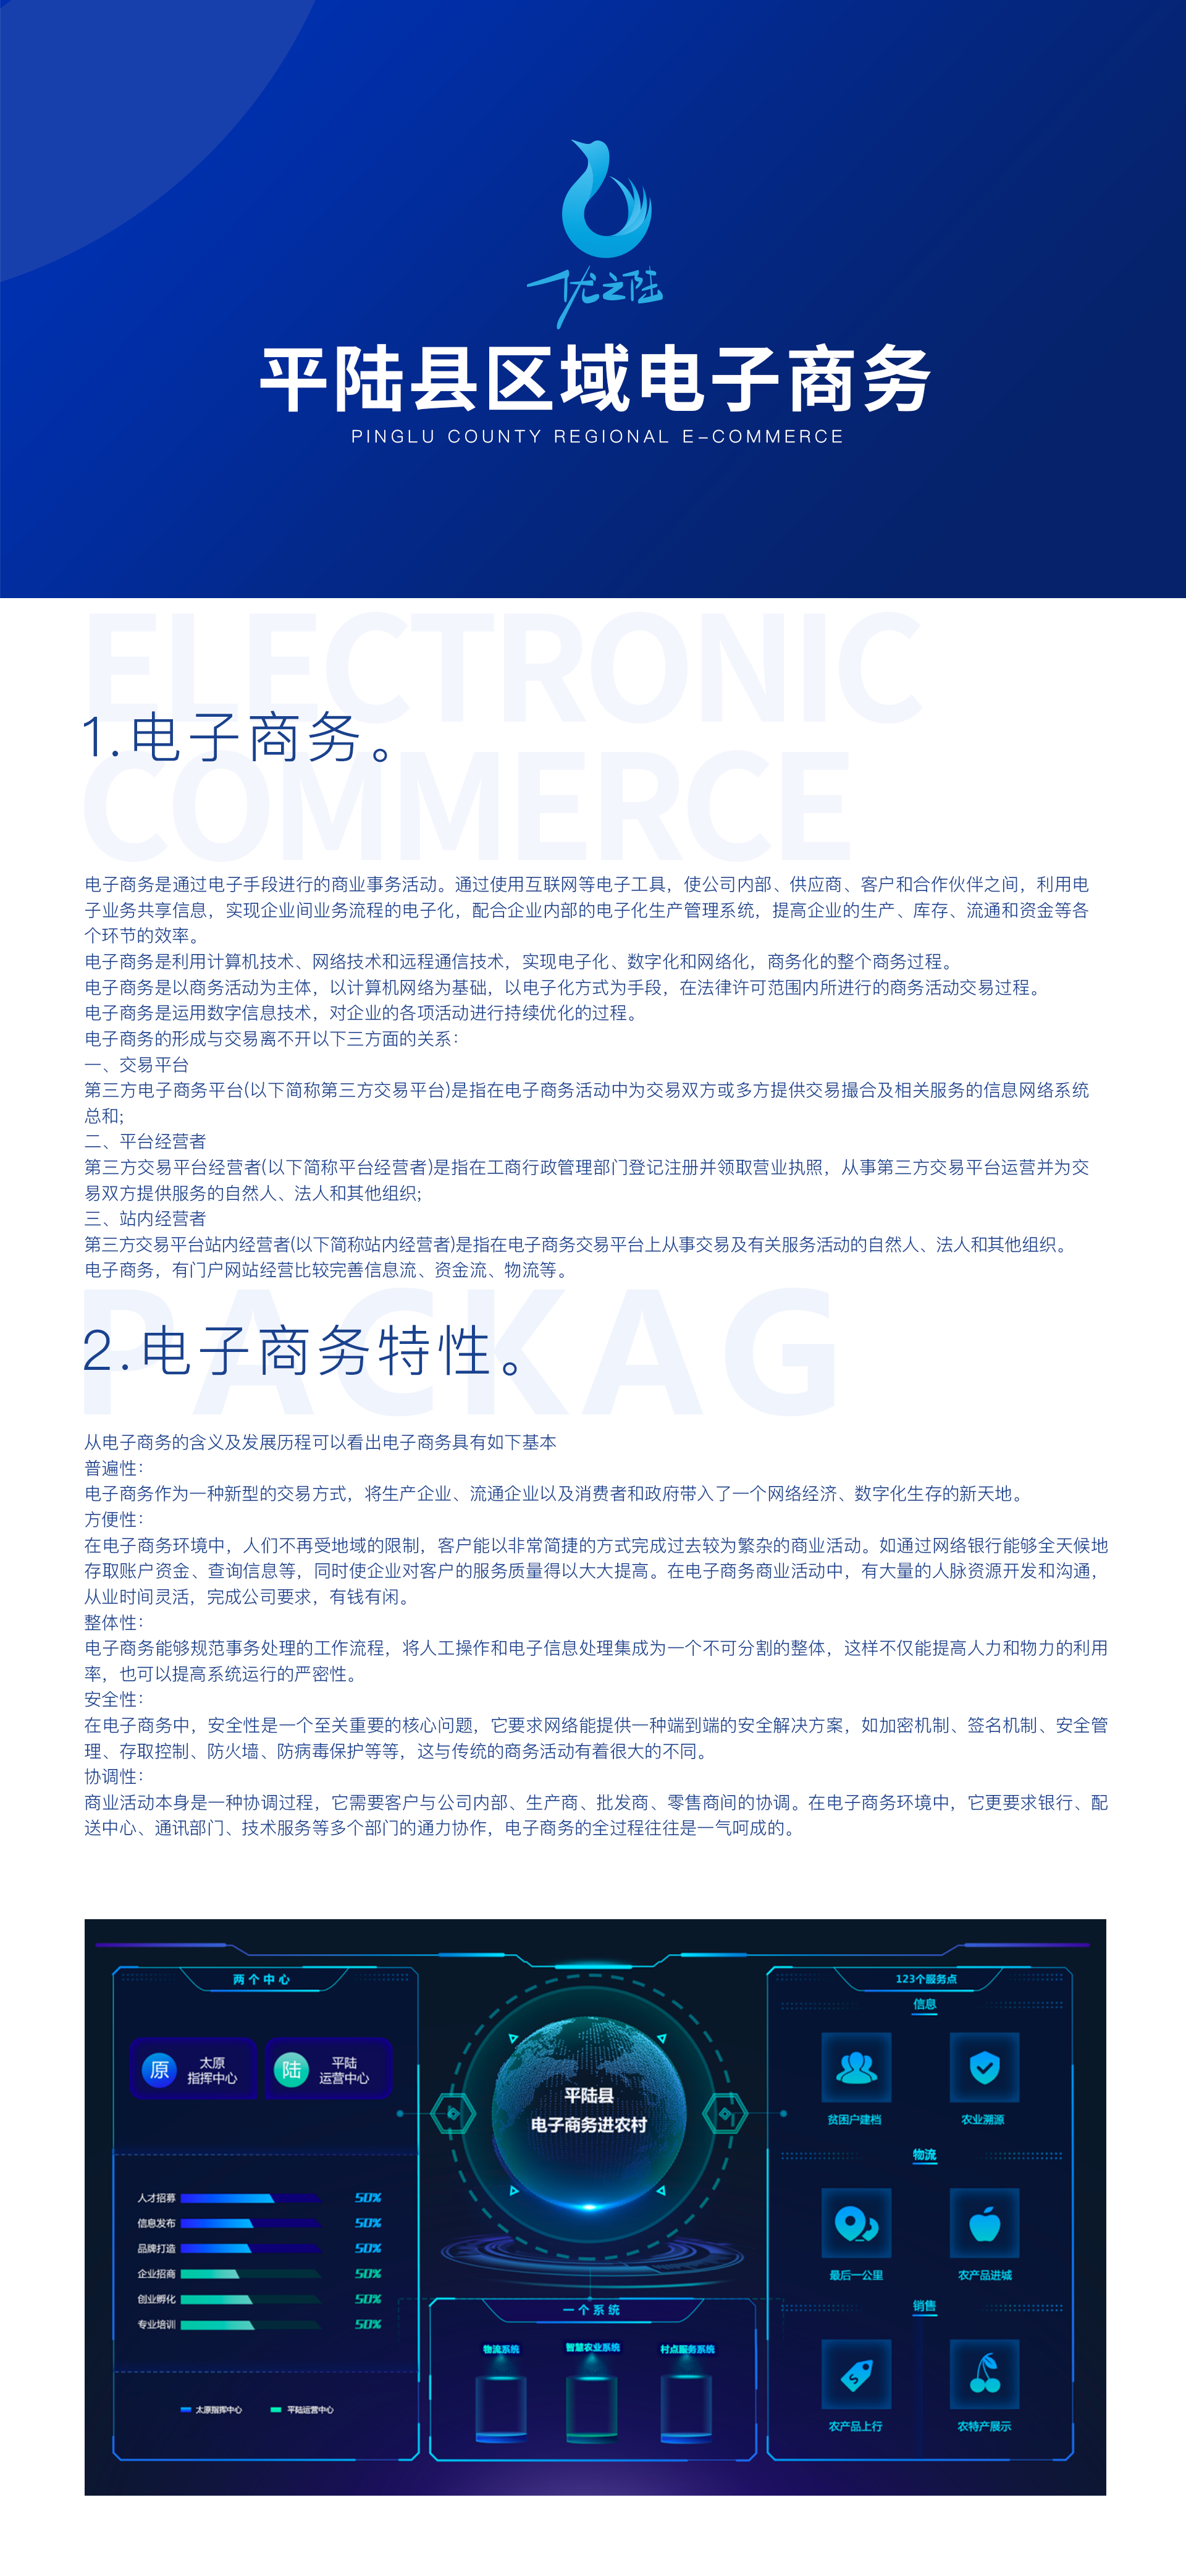 优之陆
平陆县区域电子商务
PINGLU COUNTY REGIONAL E-COMMERCE
ELECTRONIC
1.电子商务。
COMMERCE
电子商务是通过电子手段进行的商业事务活动。通过使用互联网等电子工具，使公司内部、供应商、客户和合作伙伴之间，利用电
子业务共享信息，实现企业间业务流程的电子化，配合企业内部的电子化生产管理系统，提高企业的生产、库存、流通和资金等各
个环节的效率。
电子商务是利用计算机技术、网络技术和远程通信技术，实现电子化、数字化和网络化，商务化的整个商务过程。
电子商务是以商务活动为主体，以计算机网络为基础，以电子化方式为手段，在法律许可范围内所进行的商务活动交易过程。
电子商务是运用数字信息技术，对企业的各项活动进行持续优化的过程。
电子商务的形成与交易离不开以下三方面的关系：
一、交易平台
第三方电子商务平台(以下简称第三方交易平台)是指在电子商务活动中为交易双方或多方提供交易撮合及相关服务的信息网络系统
总和;
二、平台经营者
第三方交易平台经营者(以下简称平台经营者)是指在工商行政管理部门登记注册并领取营业执照，从事第三方交易平台运营并为交
易双方提供服务的自然人、法人和其他组织;
三、站内经营者
第三方交易平台站内经营者(以下简称站内经营者)是指在电子商务交易平台上从事交易及有关服务活动的自然人、法人和其他组织。
电子商务，有门户网站经营比较完善信息流、资金流、物流等。
PACKAG
2.电子商务特性。
从电子商务的含义及发展历程可以看出电子商务具有如下基本
普遍性：
电子商务作为一种新型的交易方式，将生产企业、流通企业以及消费者和政府带入了一个网络经济、数字化生存的新天地。
方便性：
在电子商务环境中，人们不再受地域的限制，客户能以非常简捷的方式完成过去较为繁杂的商业活动。如通过网络银行能够全天候地
存取账户资金、查询信息等，同时使企业对客户的服务质量得以大大提高。在电子商务商业活动中，有大量的人脉资源开发和沟通，
从业时间灵活，完成公司要求，有钱有闲。
整体性：
电子商务能够规范事务处理的工作流程，将人工操作和电子信息处理集成为一个不可分割的整体，这样不仅能提高人力和物力的利用
率，也可以提高系统运行的严密性。
安全性：
在电子商务中，安全性是一个至关重要的核心问题，它要求网络能提供一种端到端的安全解决方案，如加密机制、签名机制、安全管
理、存取控制、防火墙、防病毒保护等等，这与传统的商务活动有着很大的不同。
协调性：
商业活动本身是一种协调过程，它需要客户与公司内部、生产商、批发商、零售商间的协调。在电子商务环境中，它更要求银行、配
送中心、通讯部门、技术服务等多个部门的通力协作，电子商务的全过程往往是一气呵成的。
两个中心
原 太原
指挥中心
陆 平陆
运营中心
人才招募 50%
信息发布 50%
品牌打造 50%
企业招商 50%
创业孵化 50%
专业培训 50%
太原指挥中心 平陆运营中心
平陆县
电子商务进农村
一个系统
物流系统 智慧农业系统 村点服务系统
123个服务点
信息
贫困户建档 农业溯源
物流
最后一公里 农产品进城
销售
农产品上行 农特产展示